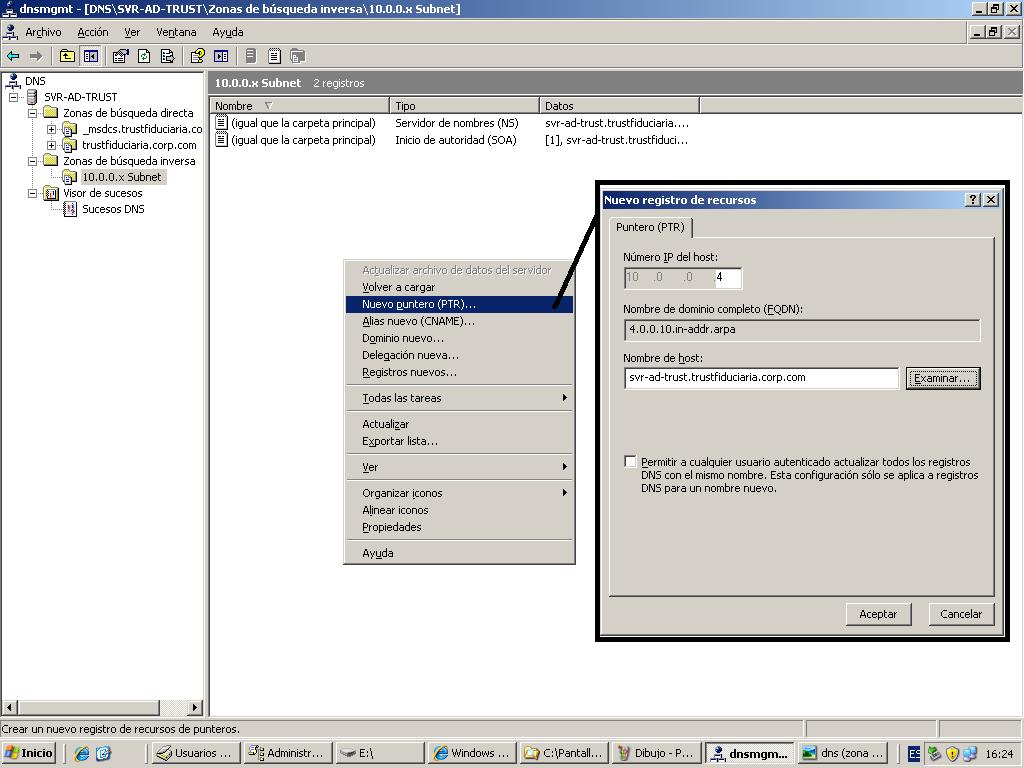 dnsmgmt - [DNS\SVR-AD-TRUST\Zonas de búsqueda inversa\10.0.0.x Subnet]
Archivo Acción Ver Ventana Ayuda
DNS
SVR-AD-TRUST
Zonas de búsqueda directa
_msdcs.trustfiduciaria.co
trustfiduciaria.corp.com
Zonas de búsqueda inversa
10.0.0.x Subnet
Visor de sucesos
Sucesos DNS
10.0.0.x Subnet 2 registros
Nombre Tipo Datos
(igual que la carpeta principal) Servidor de nombres (NS) svr-ad-trust.trustfiduciaria....
(igual que la carpeta principal) Inicio de autoridad (SOA) [1], svr-ad-trust.trustfiduci...
Actualizar archivo de datos del servidor
Volver a cargar
Nuevo puntero (PTR)...
Alias nuevo (CNAME)...
Dominio nuevo...
Delegación nueva...
Registros nuevos...
Todas las tareas
Actualizar
Exportar lista...
Ver
Organizar iconos
Alinear iconos
Propiedades
Ayuda
Nuevo registro de recursos
Puntero (PTR)
Número IP del host:
10 .0 .0 4
Nombre de dominio completo (FQDN):
4.0.0.10.in-addr.arpa
Nombre de host:
svr-ad-trust.trustfiduciaria.corp.com Examinar...
Permitir a cualquier usuario autenticado actualizar todos los registros
DNS con el mismo nombre. Esta configuración sólo se aplica a registros
DNS para un nombre nuevo.
Aceptar Cancelar
Crear un nuevo registro de recursos de punteros.
Inicio Usuarios ... Administr... E:\ Windows ... C:\Pantall... Dibujo - P... dnsmgm... dns (zona ... ES 16:24